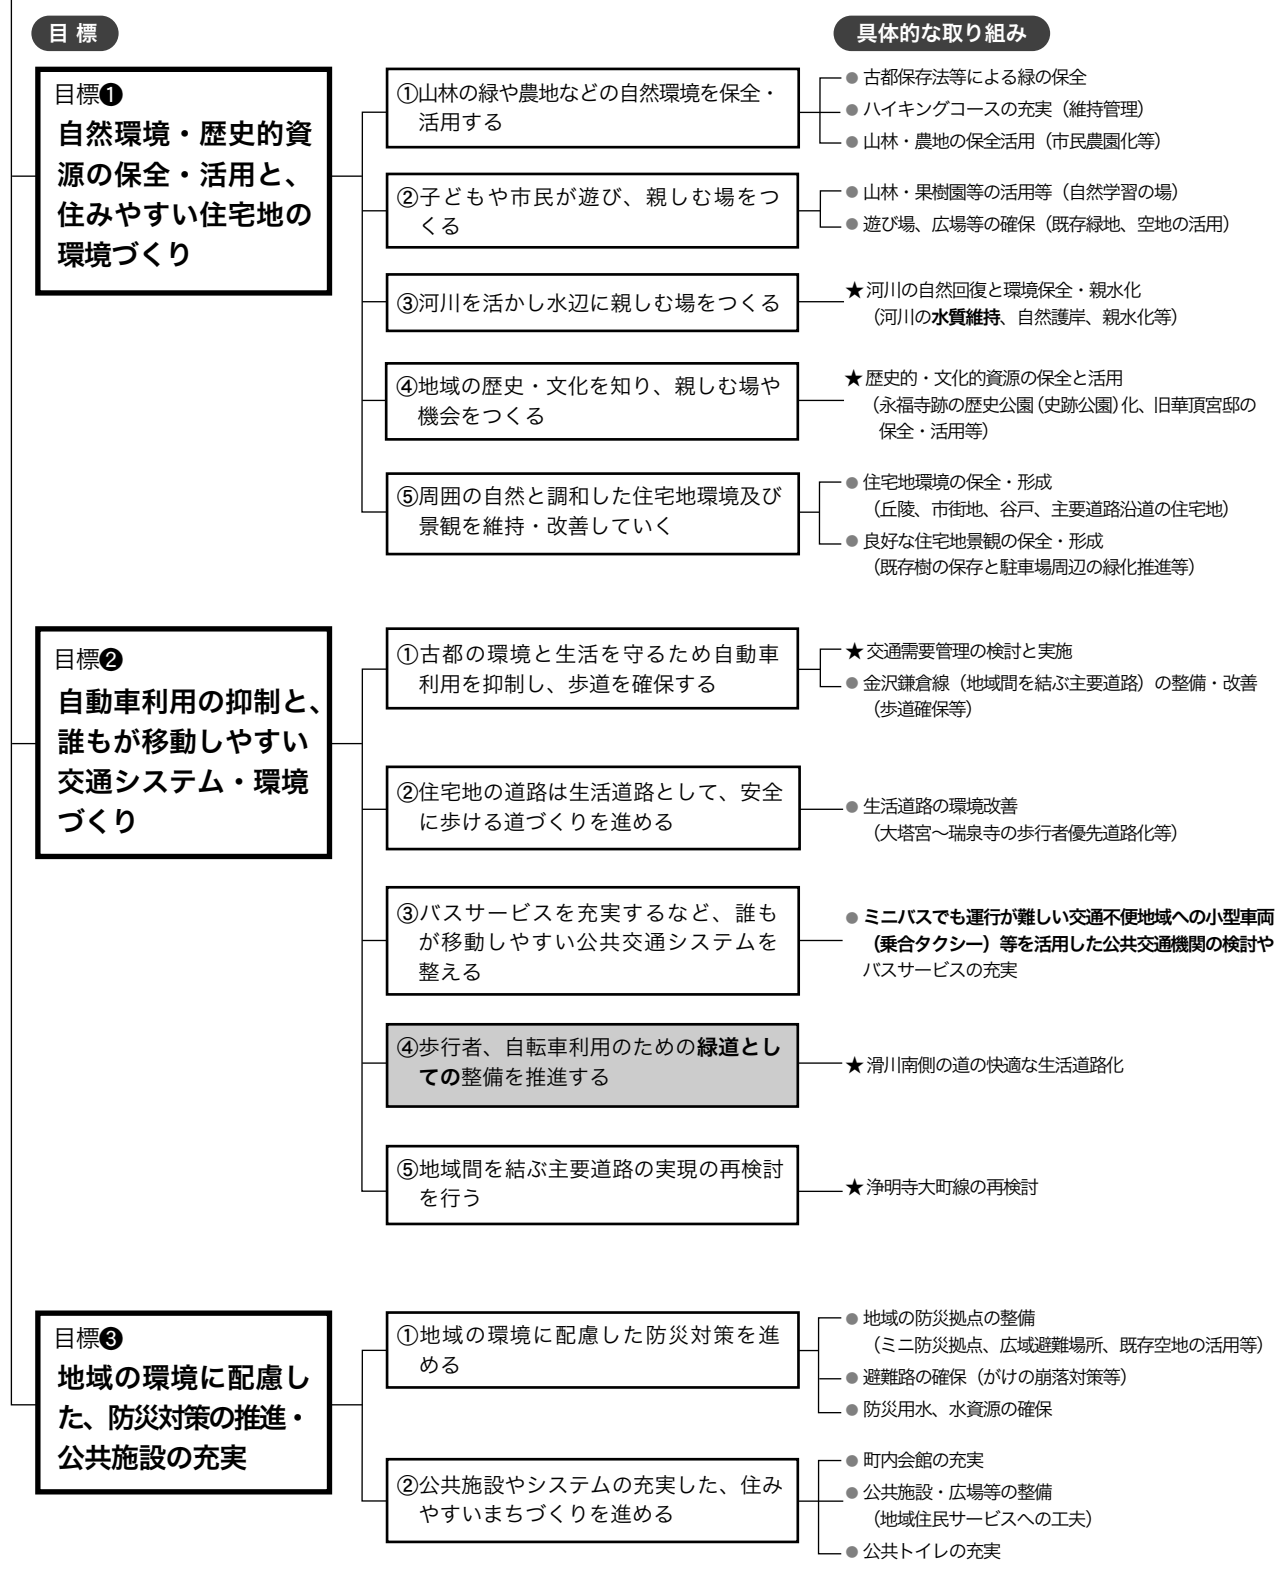 目 標
具体的な取り組み
目標❶
自然環境・歴史的資
源の保全・活用と、
住みやすい住宅地の
環境づくり
①山林の緑や農地などの自然環境を保全・
活用する
●古都保存法等による緑の保全
●ハイキングコースの充実（維持管理）
●山林・農地の保全活用（市民農園化等）
②子どもや市民が遊び、親しむ場をつ
くる
●山林・果樹園等の活用等（自然学習の場）
●遊び場、広場等の確保（既存緑地、空地の活用）
③河川を活かし水辺に親しむ場をつくる
★河川の自然回復と環境保全・親水化
（河川の水質維持、自然護岸、親水化等）
④地域の歴史・文化を知り、親しむ場や
機会をつくる
★歴史的・文化的資源の保全と活用
（永福寺跡の歴史公園（史跡公園）化、旧華頂宮邸の
保全・活用等）
⑤周囲の自然と調和した住宅地環境及び
景観を維持・改善していく
●住宅地環境の保全・形成
（丘陵、市街地、谷戸、主要道路沿道の住宅地）
●良好な住宅地景観の保全・形成
（既存樹の保存と駐車場周辺の緑化推進等）
目標❷
自動車利用の抑制と、
誰もが移動しやすい
交通システム・環境
づくり
①古都の環境と生活を守るため自動車
利用を抑制し、歩道を確保する
★交通需要管理の検討と実施
●金沢鎌倉線（地域間を結ぶ主要道路）の整備・改善
（歩道確保等）
②住宅地の道路は生活道路として、安全
に歩ける道づくりを進める
●生活道路の環境改善
（大塔宮～瑞泉寺の歩行者優先道路化等）
③バスサービスを充実するなど、誰も
が移動しやすい公共交通システムを
整える
●ミニバスでも運行が難しい交通不便地域への小型車両
（乗合タクシー）等を活用した公共交通機関の検討や
バスサービスの充実
④歩行者、自転車利用のための緑道とし
ての整備を推進する
★滑川南側の道の快適な生活道路化
⑤地域間を結ぶ主要道路の実現の再検討
を行う
★浄明寺大町線の再検討
目標❸
地域の環境に配慮し
た、防災対策の推進・
公共施設の充実
①地域の環境に配慮した防災対策を進
める
●地域の防災拠点の整備
（ミニ防災拠点、広域避難場所、既存空地の活用等）
●避難路の確保（がけの崩落対策等）
●防災用水、水資源の確保
②公共施設やシステムの充実した、住み
やすいまちづくりを進める
●町内会館の充実
●公共施設・広場等の整備
（地域住民サービスへの工夫）
●公共トイレの充実